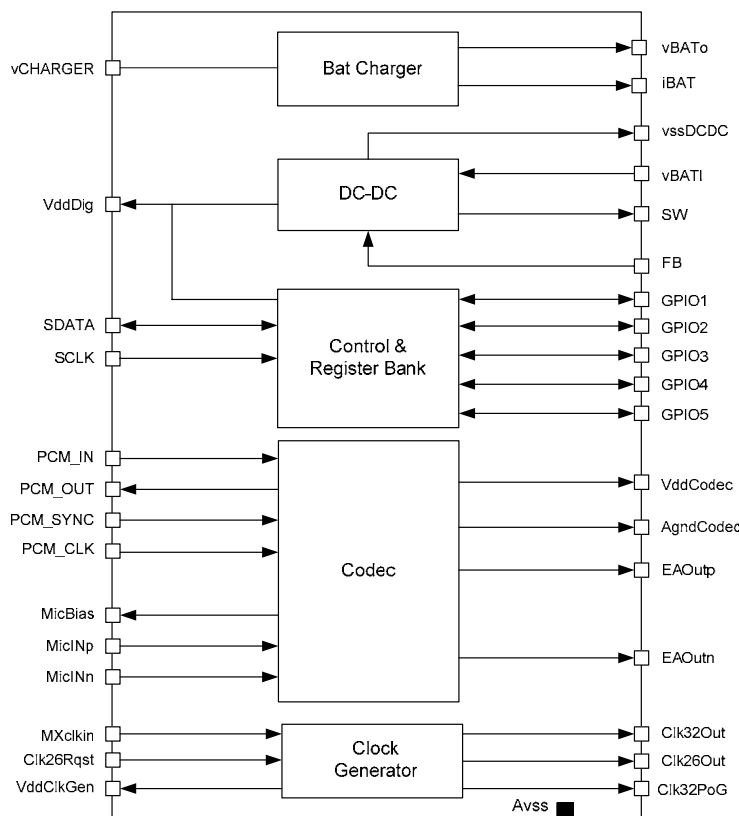 vCHARGER
Bat Charger
vBATo
iBAT
vssDCDC
VddDig
DC-DC
vBATI
SW
FB
SDATA
SCLK
Control &
Register Bank
GPIO1
GPIO2
GPIO3
GPIO4
GPIO5
PCM_IN
PCM_OUT
PCM_SYNC
PCM_CLK
MicBias
MicINp
MicINn
Codec
VddCodec
AgndCodec
EAOutp
EAOutn
MXclkin
Clk26Rqst
VddClkGen
Clock
Generator
Clk32Out
Clk26Out
Clk32PoG
Avss